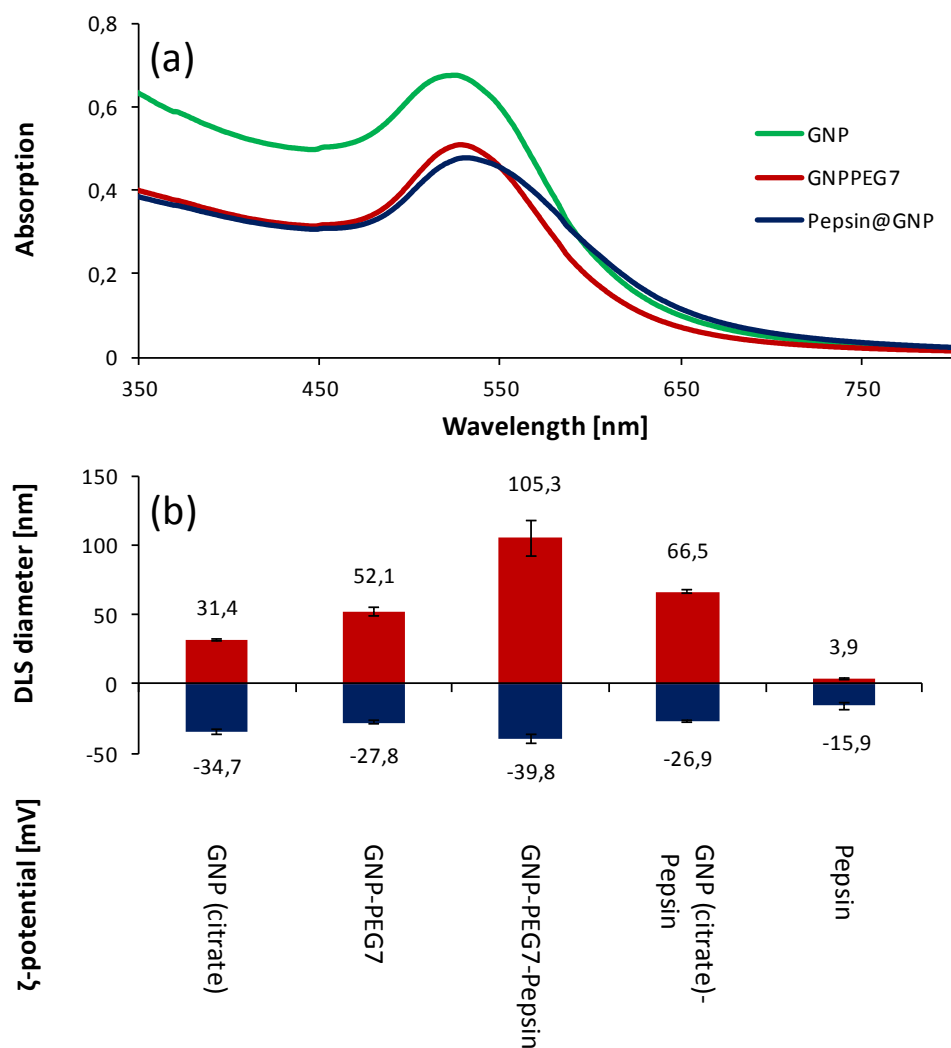 0,8
(a)
0,6
0,4
0,2
0
Absorption
GNP
GNPPEG7
Pepsin@GNP
350
450
550
650
750
Wavelength [nm]
150
100
50
0
-50
(b)
DLS diameter [nm]
ζ-potential [mV]
31,4
52,1
105,3
66,5
3,9
-34,7
-27,8
-39,8
-26,9
-15,9
GNP (citrate)
GNP-PEG7
GNP-PEG7-Pepsin
GNP (citrate)-
Pepsin
Pepsin